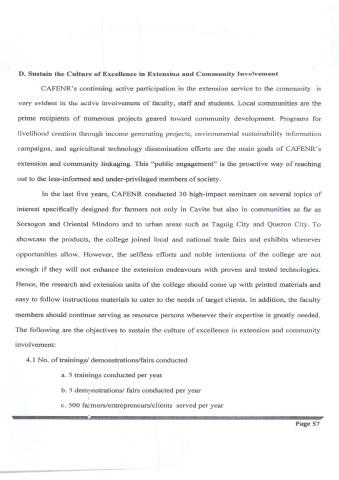 D. Sustain the Culture of Excellence in Extension and Community Involvement
CAFENR's continuing active participation in the extension service to the community is
very evident in the active involvement of faculty, staff and students. Local communities are the
prime recipients of numerous projects geared toward community development. Programs for
livelihood creation through income generating projects, environmental sustainability information
campaigns, and agricultural technology dissemination efforts are the main goals of CAFENR's
extension and community linkaging. This "public engagement" is the proactive way of reaching
out to the less-informed and under-privileged members of society.
In the last five years, CAFENR conducted 30 high-impact seminars on several topics of
interest specifically designed for farmers not only in Cavite but also in communities as far as
Sorsogon and Oriental Mindoro and to urban areas such as Taguig City and Quezon City. To
showcase the products, the college joined local and national trade fairs and exhibits whenever
opportunities allow. However, the selfless efforts and noble intentions of the college are not
enough if they will not enhance the extension endeavours with proven and tested technologies.
Hence, the research and extension units of the college should come up with printed materials and
easy to follow instructions materials to cater to the needs of target clients. In addition, the faculty
members should continue serving as resource persons whenever their expertise is greatly needed.
The following are the objectives to sustain the culture of excellence in extension and community
involvement:
4.1 No. of trainings/ demonstrations/fairs conducted
a. 5 trainings conducted per year
b. 5 demonstrations/ fairs conducted per year
c. 500 farmers/entrepreneurs/clients served per year
Page 57